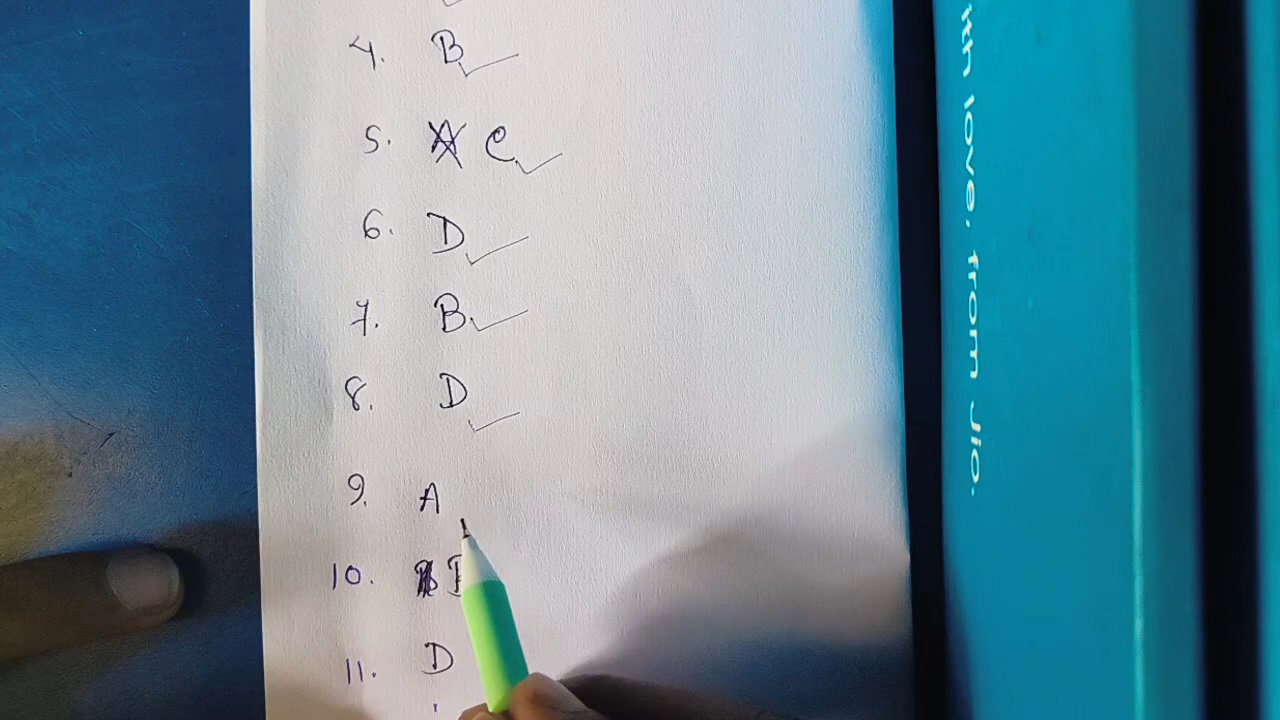 4. B
5. C
6. D
7. B
8. D
9. A
10.
11. D
with love, from Jio.